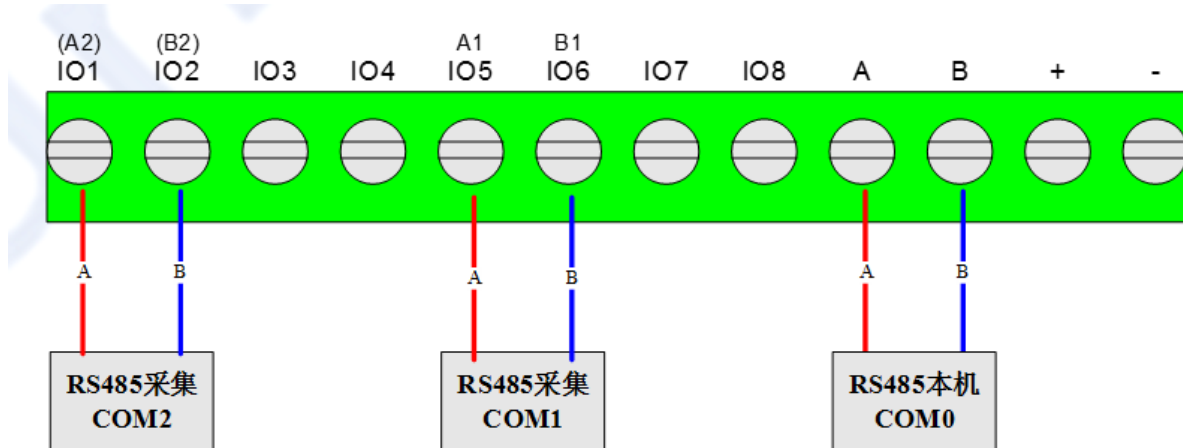 (A2) (B2) A1 B1
IO1 IO2 IO3 IO4 IO5 IO6 IO7 IO8 A B + -
A B A B A B
RS485采集 RS485采集 RS485本机
COM2 COM1 COM0